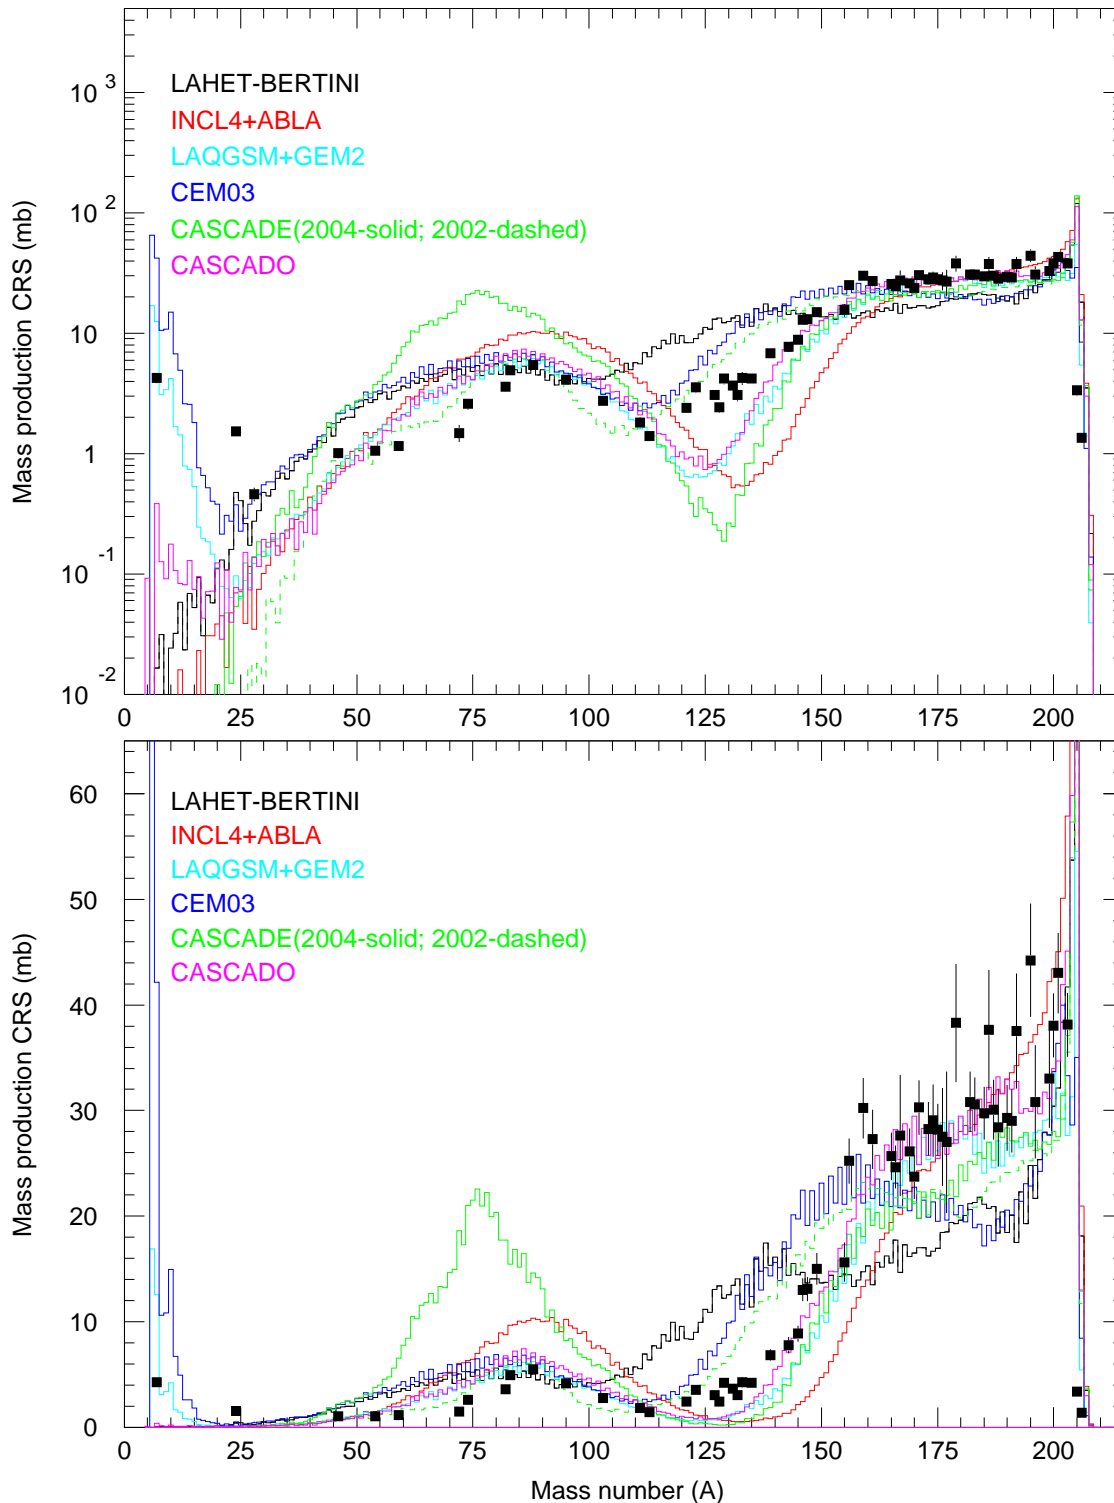 10 3
10 2
10
1
10 -1
10 -2
Mass production CRS (mb)
LAHET-BERTINI
INCL4+ABLA
LAQGSM+GEM2
CEM03
CASCADE(2004-solid; 2002-dashed)
CASCADO
0 25 50 75 100 125 150 175 200
60
50
40
30
20
10
0
Mass production CRS (mb)
LAHET-BERTINI
INCL4+ABLA
LAQGSM+GEM2
CEM03
CASCADE(2004-solid; 2002-dashed)
CASCADO
0 25 50 75 100 125 150 175 200
Mass number (A)